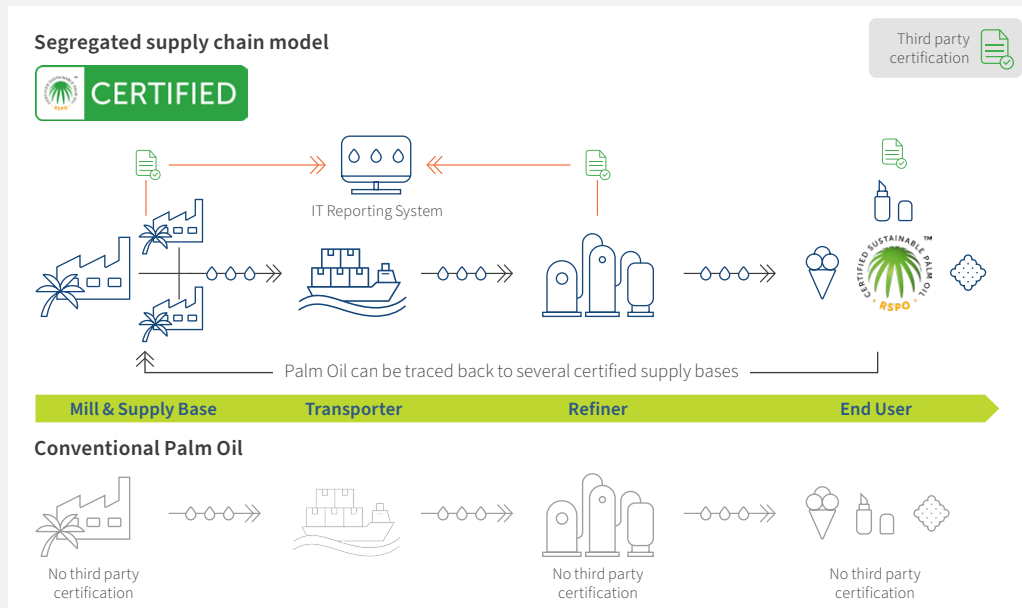 Segregated supply chain model
Third party
certification
CERTIFIED
IT Reporting System
CERTIFIED SUSTAINABLE PALM OIL ™
RSPO
Palm Oil can be traced back to several certified supply bases
Mill & Supply Base
Transporter
Refiner
End User
Conventional Palm Oil
No third party
certification
No third party
certification
No third party
certification